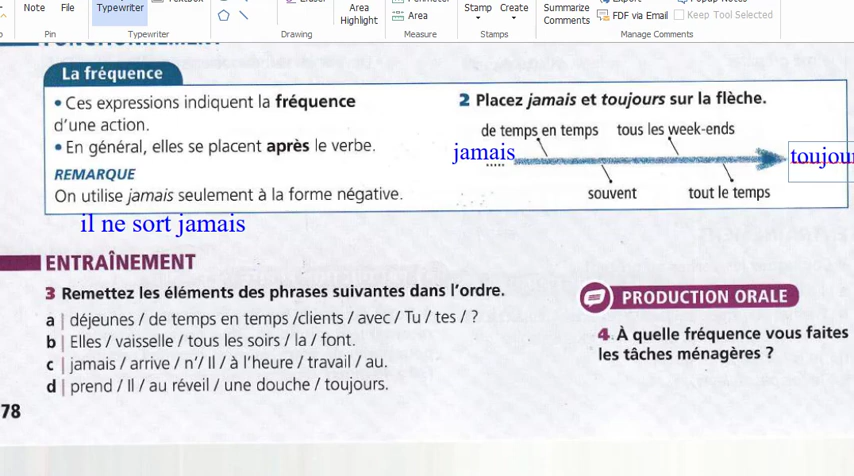 Note File Typewriter Area Highlight Area Stamp Create Summarize Comments FDF via Email Keep Tool Selected
Pin Typewriter Drawing Measure Stamps Manage Comments
La fréquence
• Ces expressions indiquent la fréquence
d'une action.
• En général, elles se placent après le verbe.
REMARQUE
On utilise jamais seulement à la forme négative.
2 Placez jamais et toujours sur la flèche.
de temps en temps tous les week-ends
jamais
.....
souvent tout le temps
il ne sort jamais
ENTRAÎNEMENT
3 Remettez les éléments des phrases suivantes dans l'ordre.
a | déjeunes / de temps en temps /clients / avec / Tu / tes / ?
b | Elles / vaisselle / tous les soirs / la / font.
c | jamais / arrive / n'/ Il / à l'heure / travail / au.
d | prend / Il / au réveil / une douche / toujours.
PRODUCTION ORALE
4 À quelle fréquence vous faites
les tâches ménagères ?
78